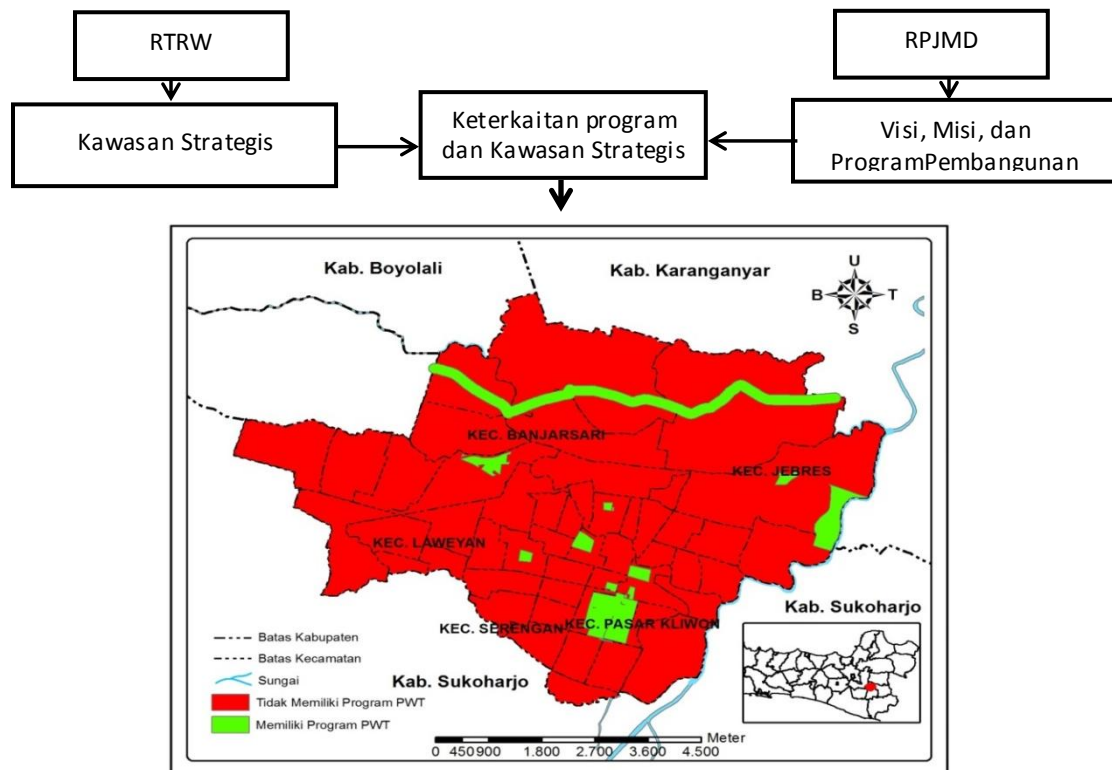 RTRW
RPJMD
Kawasan Strategis
Keterkaitan program
dan Kawasan Strategis
Visi, Misi, dan
ProgramPembangunan
Kab. Boyolali
Kab. Karanganyar
U
B
T
S
KEC. BANJARSARI
KEC. JEBRES
KEC. LAWEYAN
KEC. SERENGAN
KEC. PASAR KLIWON
Kab. Sukoharjo
Kab. Sukoharjo
Batas Kabupaten
Batas Kecamatan
Sungai
Tidak Memiliki Program PWT
Memiliki Program PWT
Meter
0 450900 1.800 2.700 3.600 4.500